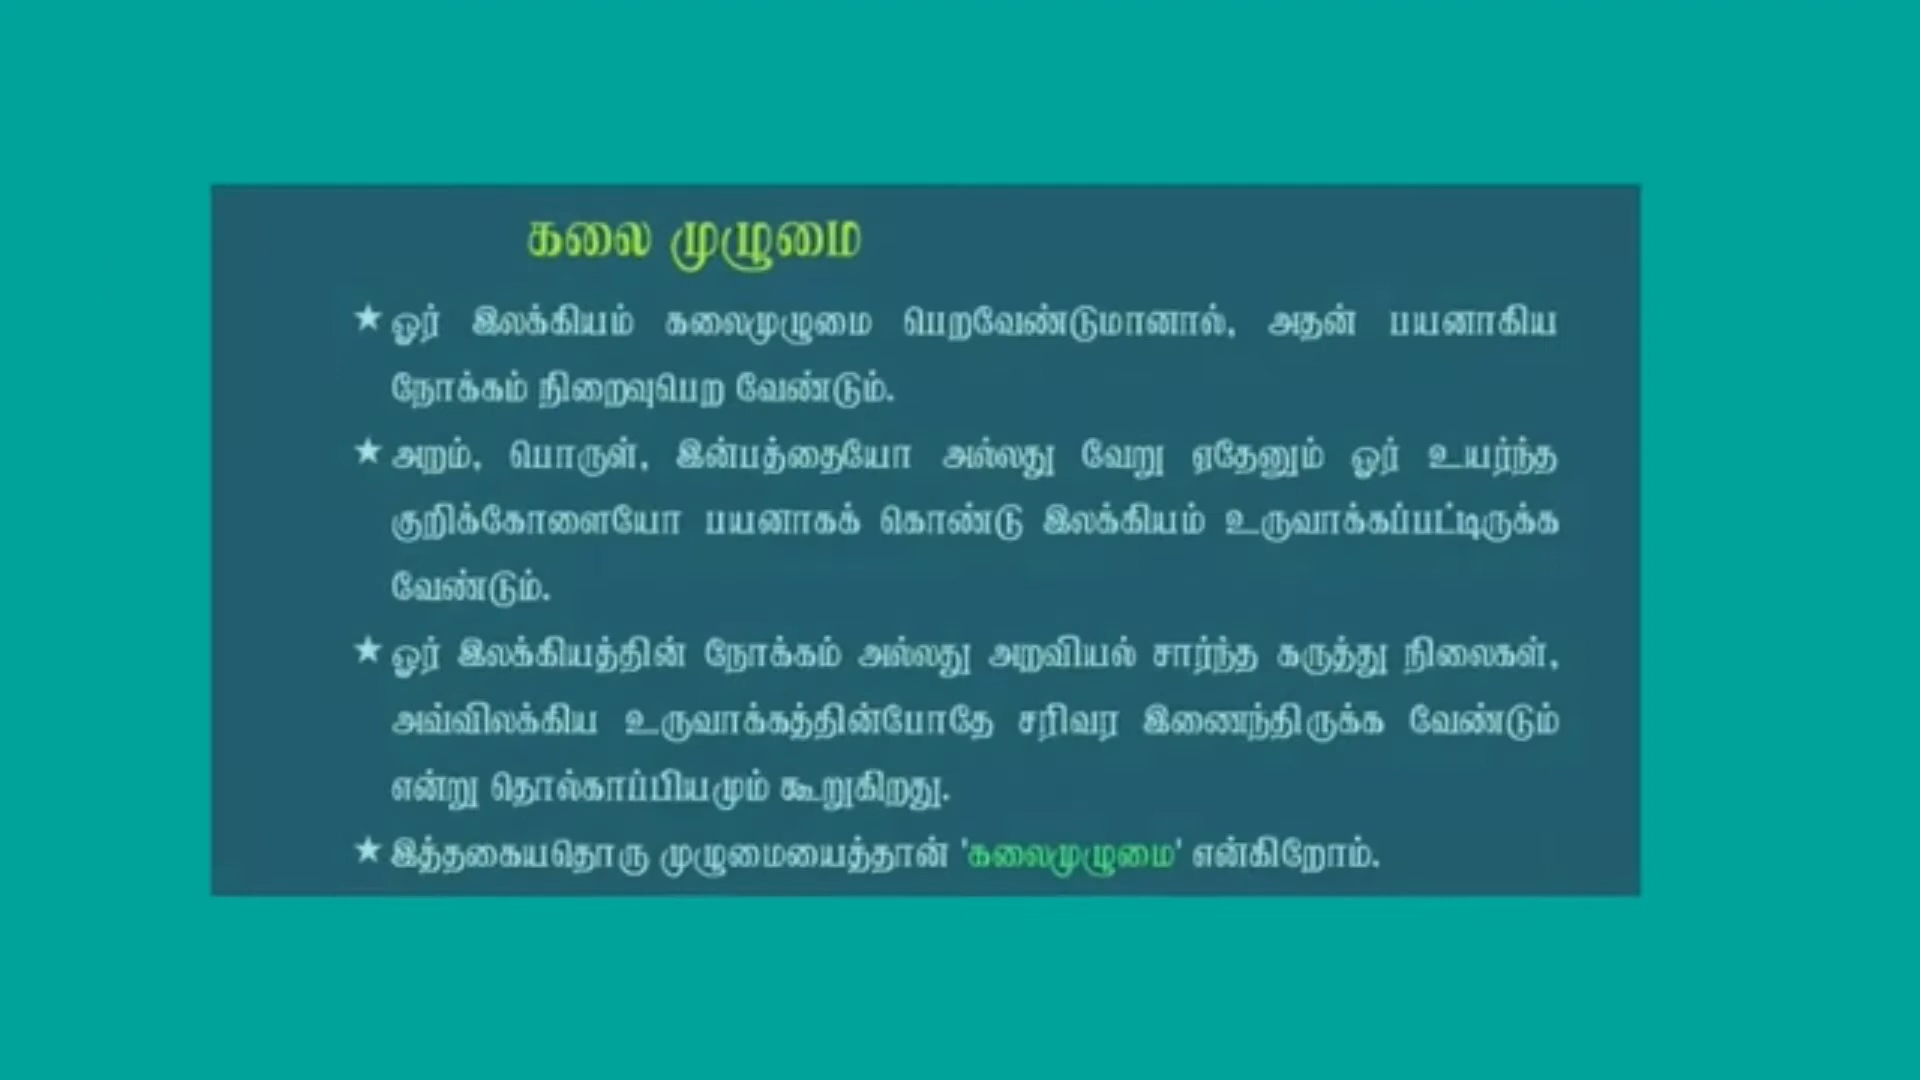 கலை முழுமை
★ ஓர் இலக்கியம் கலைமுழுமை பெறவேண்டுமானால், அதன் பயனாகிய
நோக்கம் நிறைவுபெற வேண்டும்.
★ அறம், பொருள், இன்பத்தையோ அல்லது வேறு ஏதேனும் ஓர் உயர்ந்த
குறிக்கோளையோ பயனாகக் கொண்டு இலக்கியம் உருவாக்கப்பட்டிருக்க
வேண்டும்.
★ ஓர் இலக்கியத்தின் நோக்கம் அல்லது அறவியல் சார்ந்த கருத்து நிலைகள்,
அவ்விலக்கிய உருவாக்கத்தின்போதே சரிவர இணைந்திருக்க வேண்டும்
என்று தொல்காப்பியமும் கூறுகிறது.
★ இத்தகையதொரு முழுமையைத்தான் 'கலைமுழுமை' என்கிறோம்.